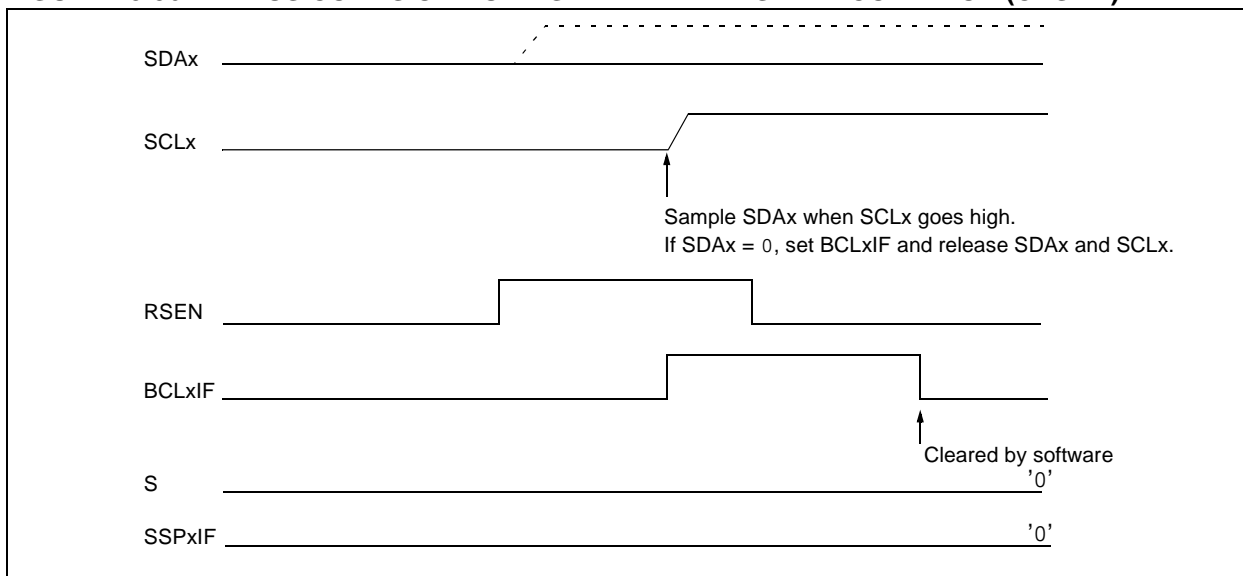 SDAx
SCLx
Sample SDAx when SCLx goes high.
If SDAx = 0, set BCLxIF and release SDAx and SCLx.
RSEN
BCLxIF
Cleared by software
S '0'
SSPxIF '0'